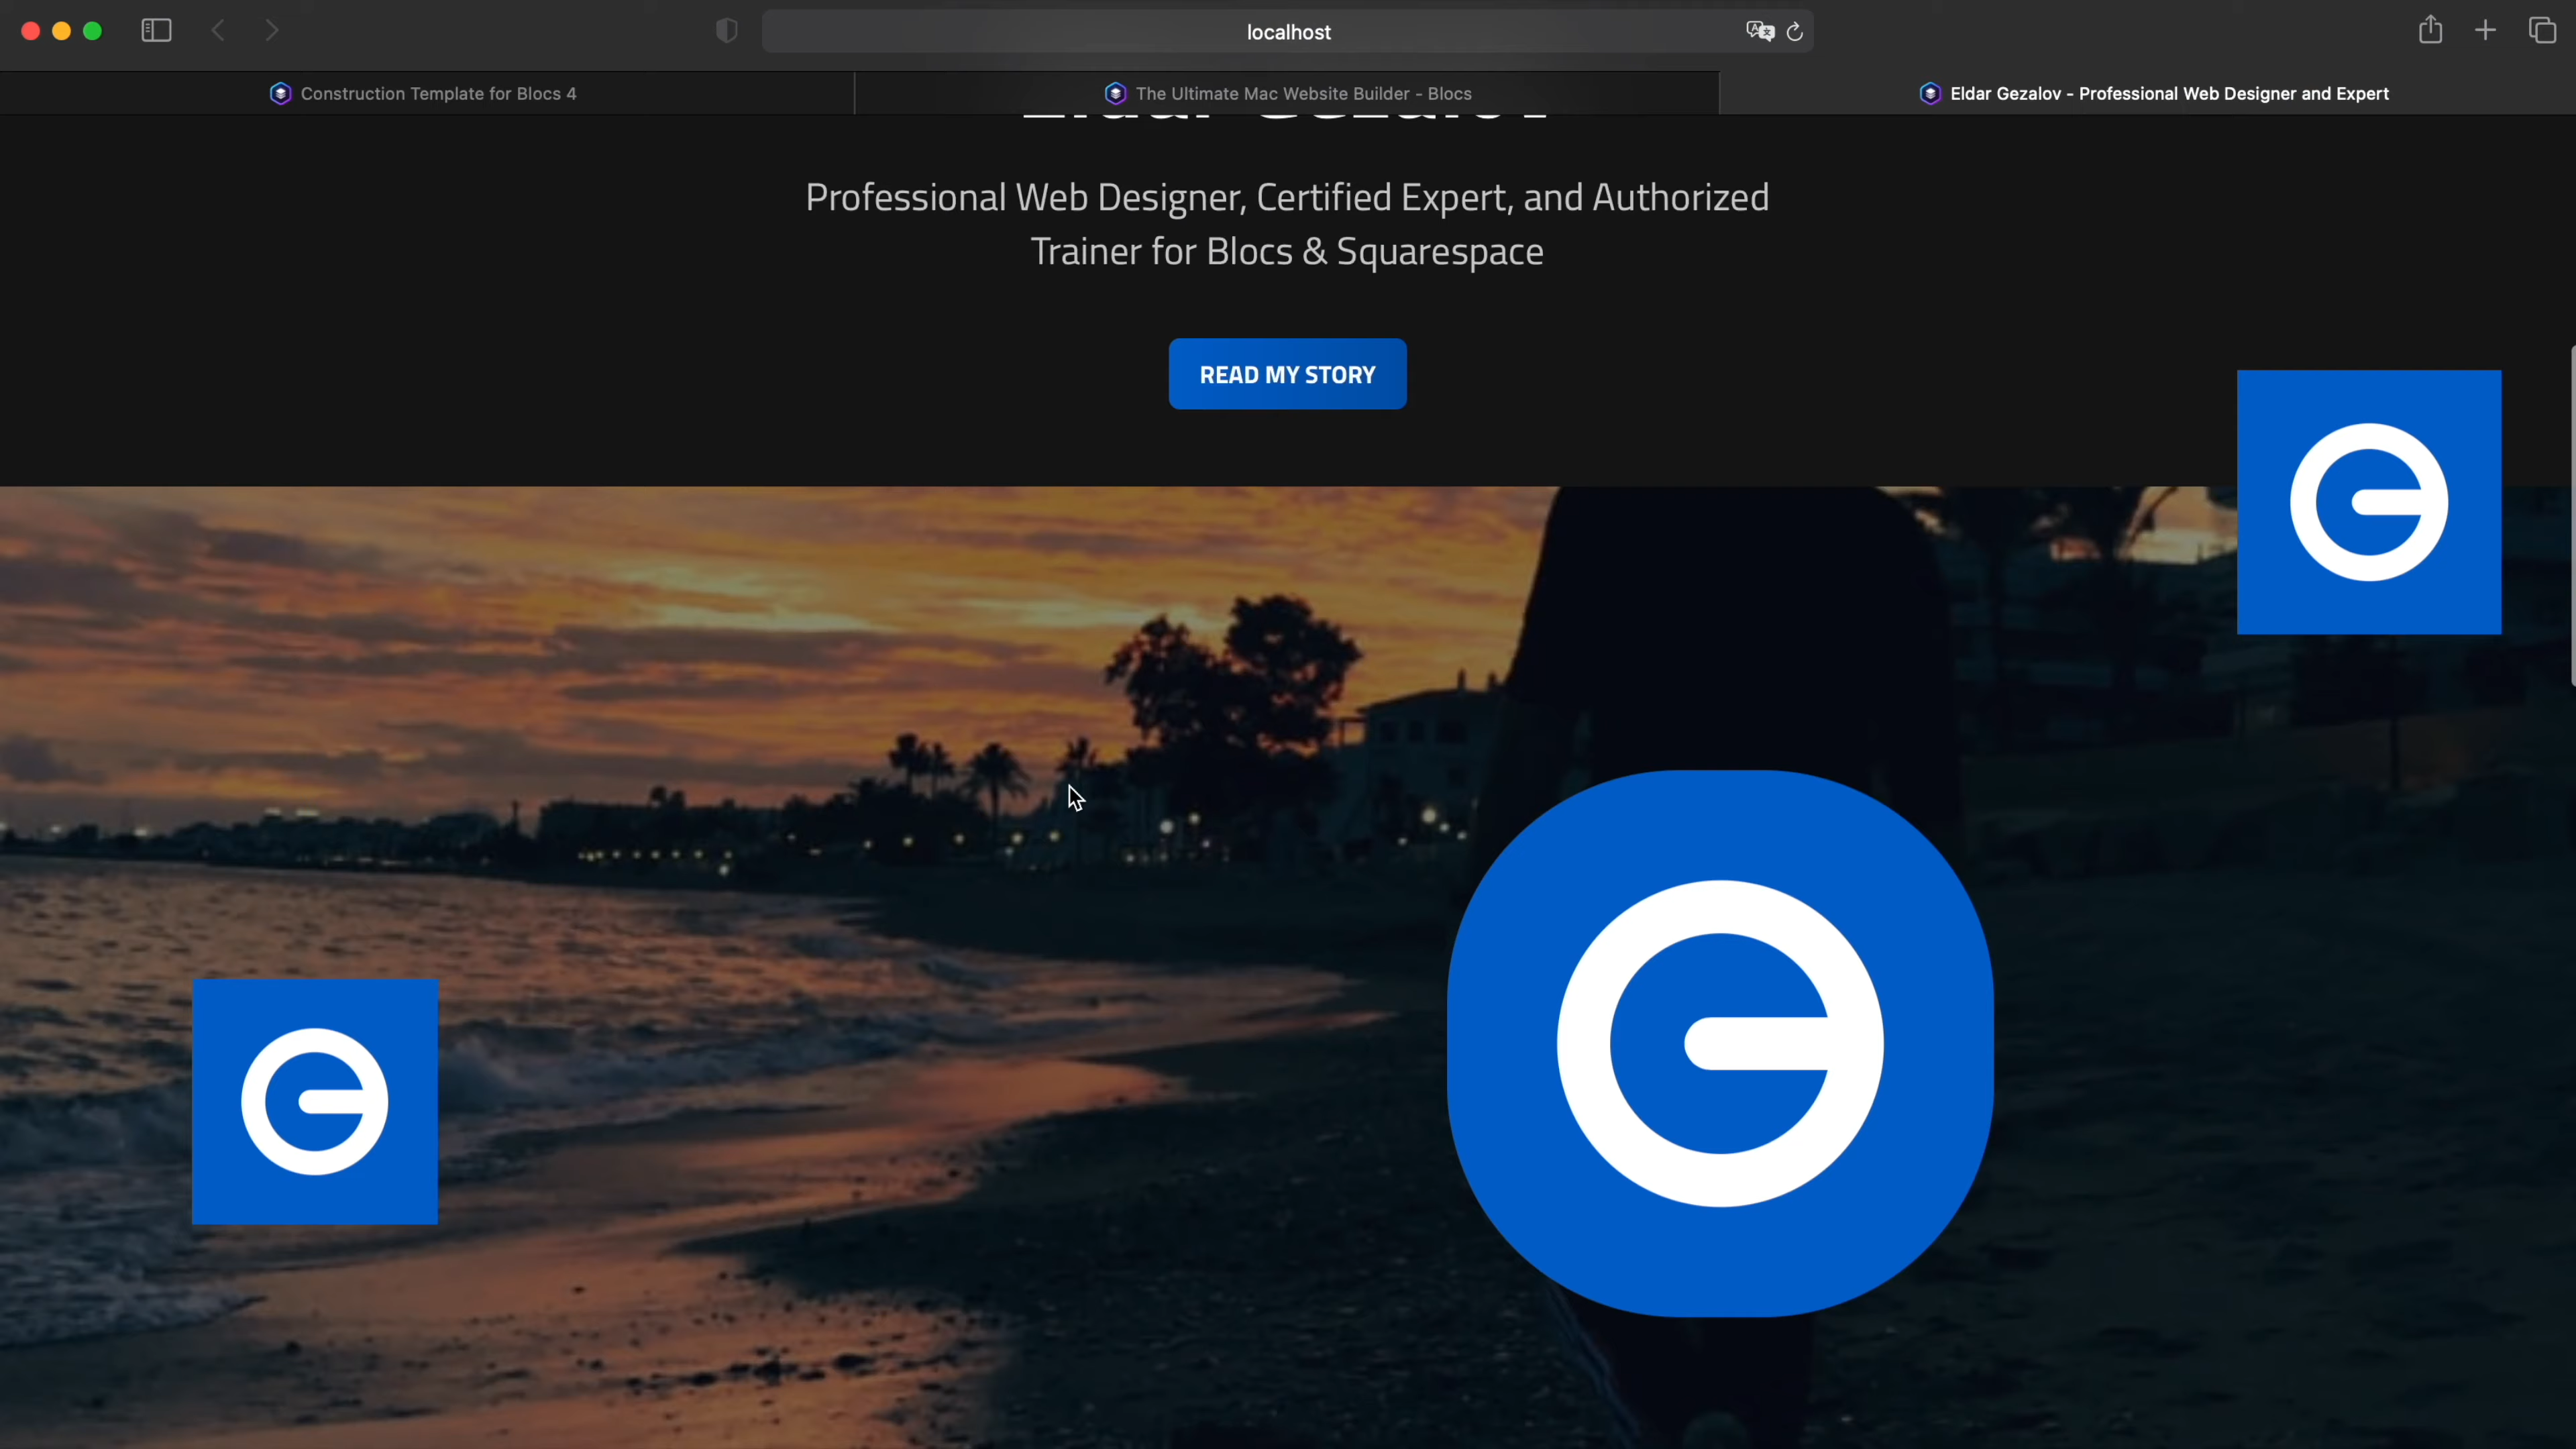 localhost
Construction Template for Blocs 4
The Ultimate Mac Website Builder - Blocs
Eldar Gezalov - Professional Web Designer and Expert
Professional Web Designer, Certified Expert, and Authorized
Trainer for Blocs & Squarespace
READ MY STORY